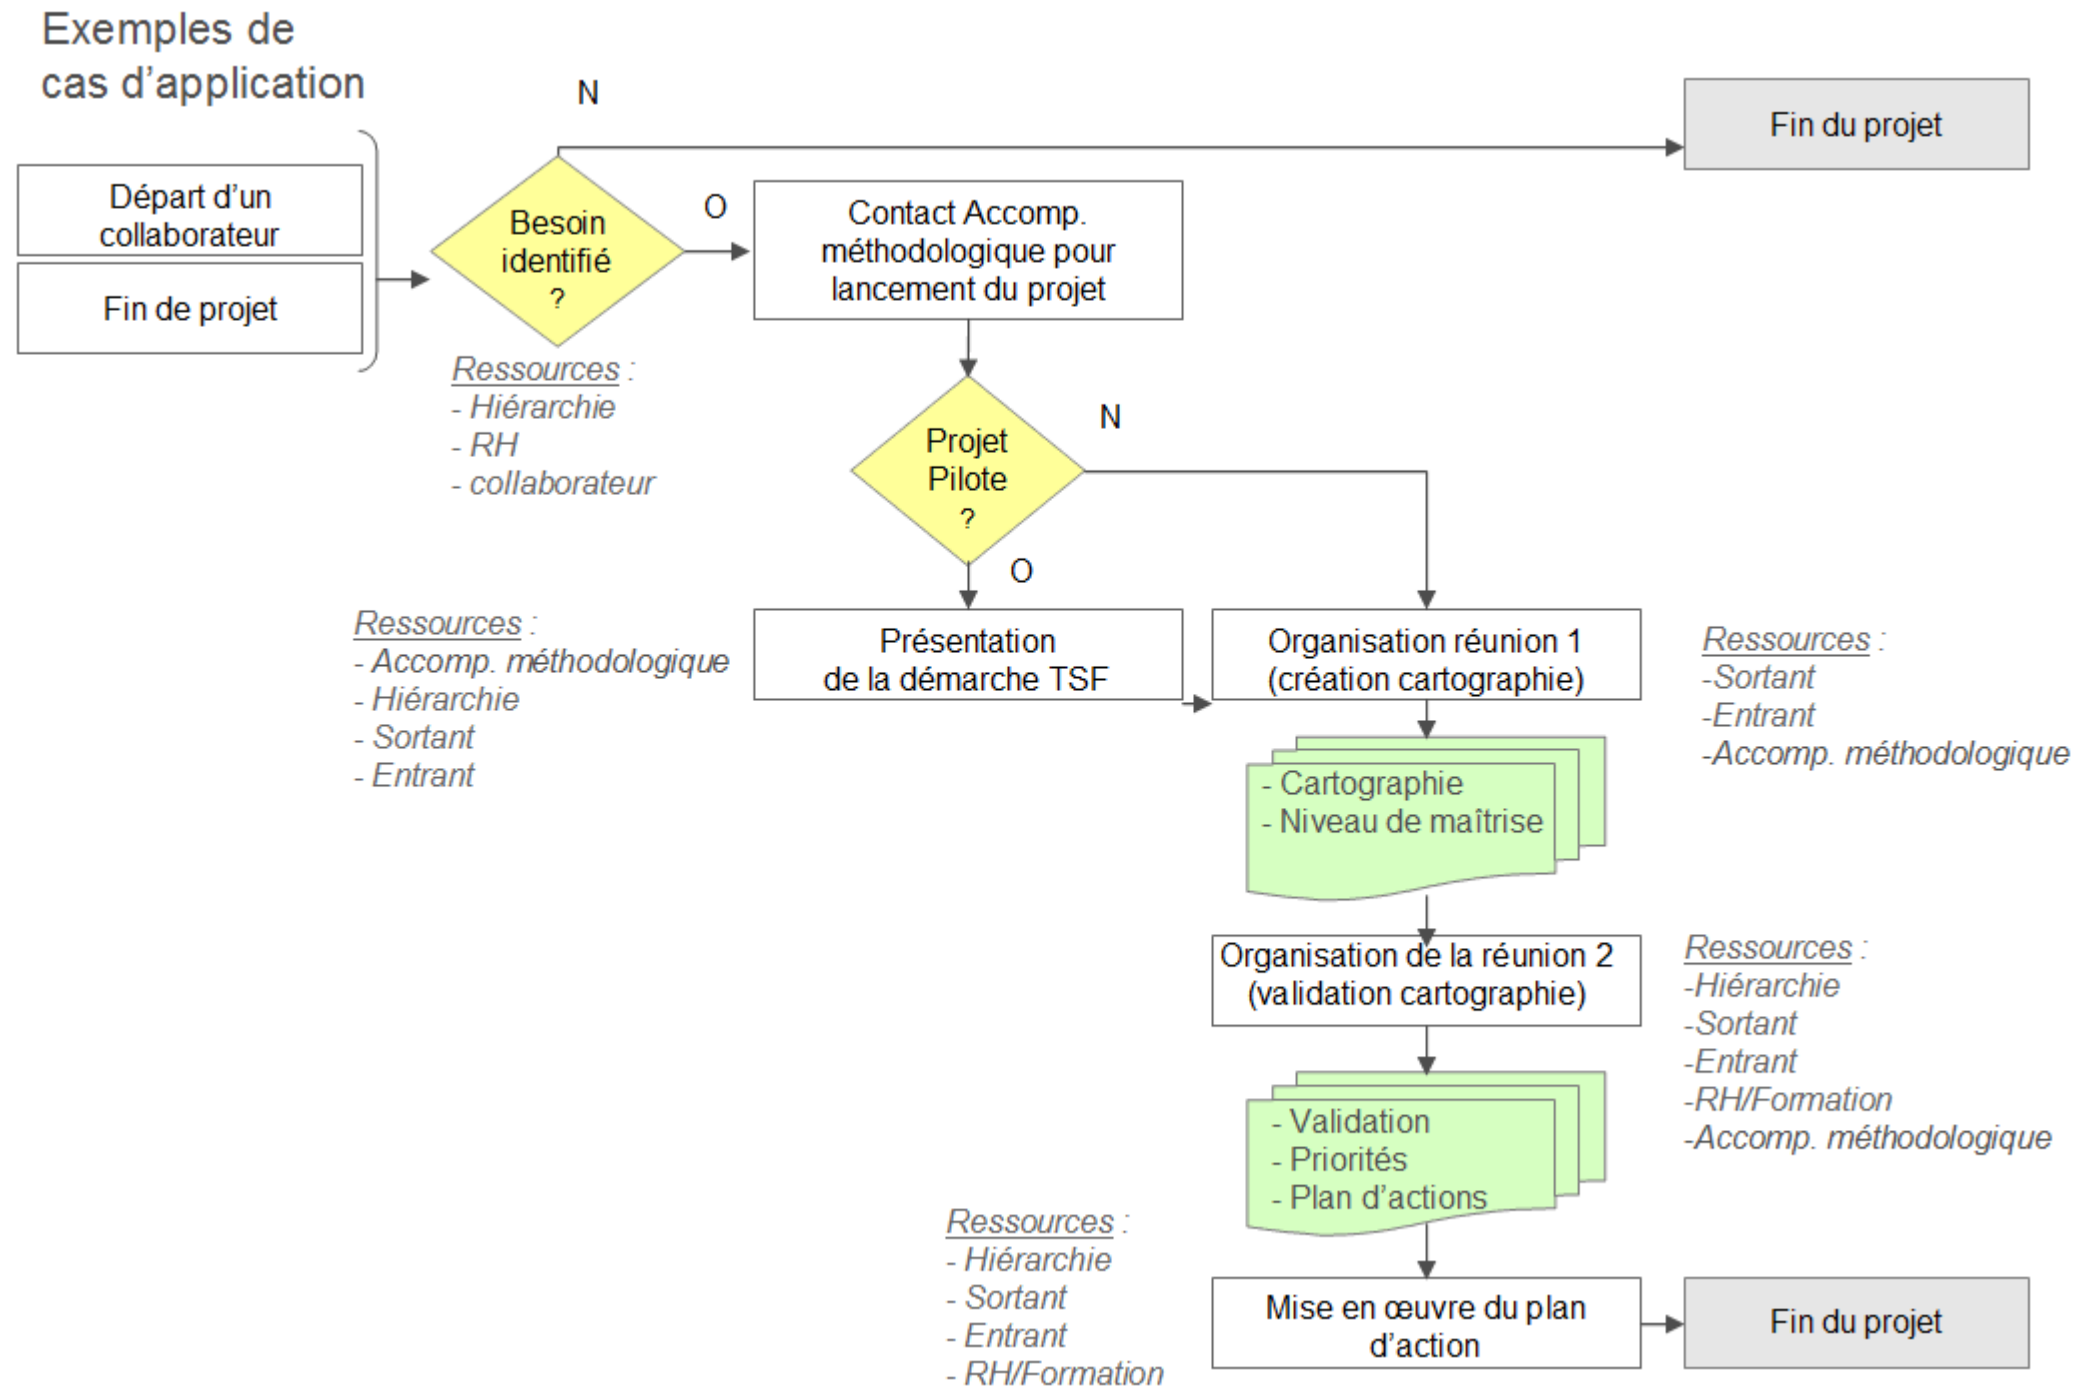 Exemples de
cas d’application
Départ d’un
collaborateur
Fin de projet
N
Besoin
identifié
?
O
Contact Accomp.
méthodologique pour
lancement du projet
Fin du projet
Ressources :
- Hiérarchie
- RH
- collaborateur
Projet
Pilote
?
N
O
Ressources :
- Accomp. méthodologique
- Hiérarchie
- Sortant
- Entrant
Présentation
de la démarche TSF
Organisation réunion 1
(création cartographie)
Ressources :
-Sortant
-Entrant
-Accomp. méthodologique
- Cartographie
- Niveau de maîtrise
Organisation de la réunion 2
(validation cartographie)
Ressources :
-Hiérarchie
-Sortant
-Entrant
-RH/Formation
-Accomp. méthodologique
- Validation
- Priorités
- Plan d’actions
Ressources :
- Hiérarchie
- Sortant
- Entrant
- RH/Formation
Mise en œuvre du plan
d’action
Fin du projet